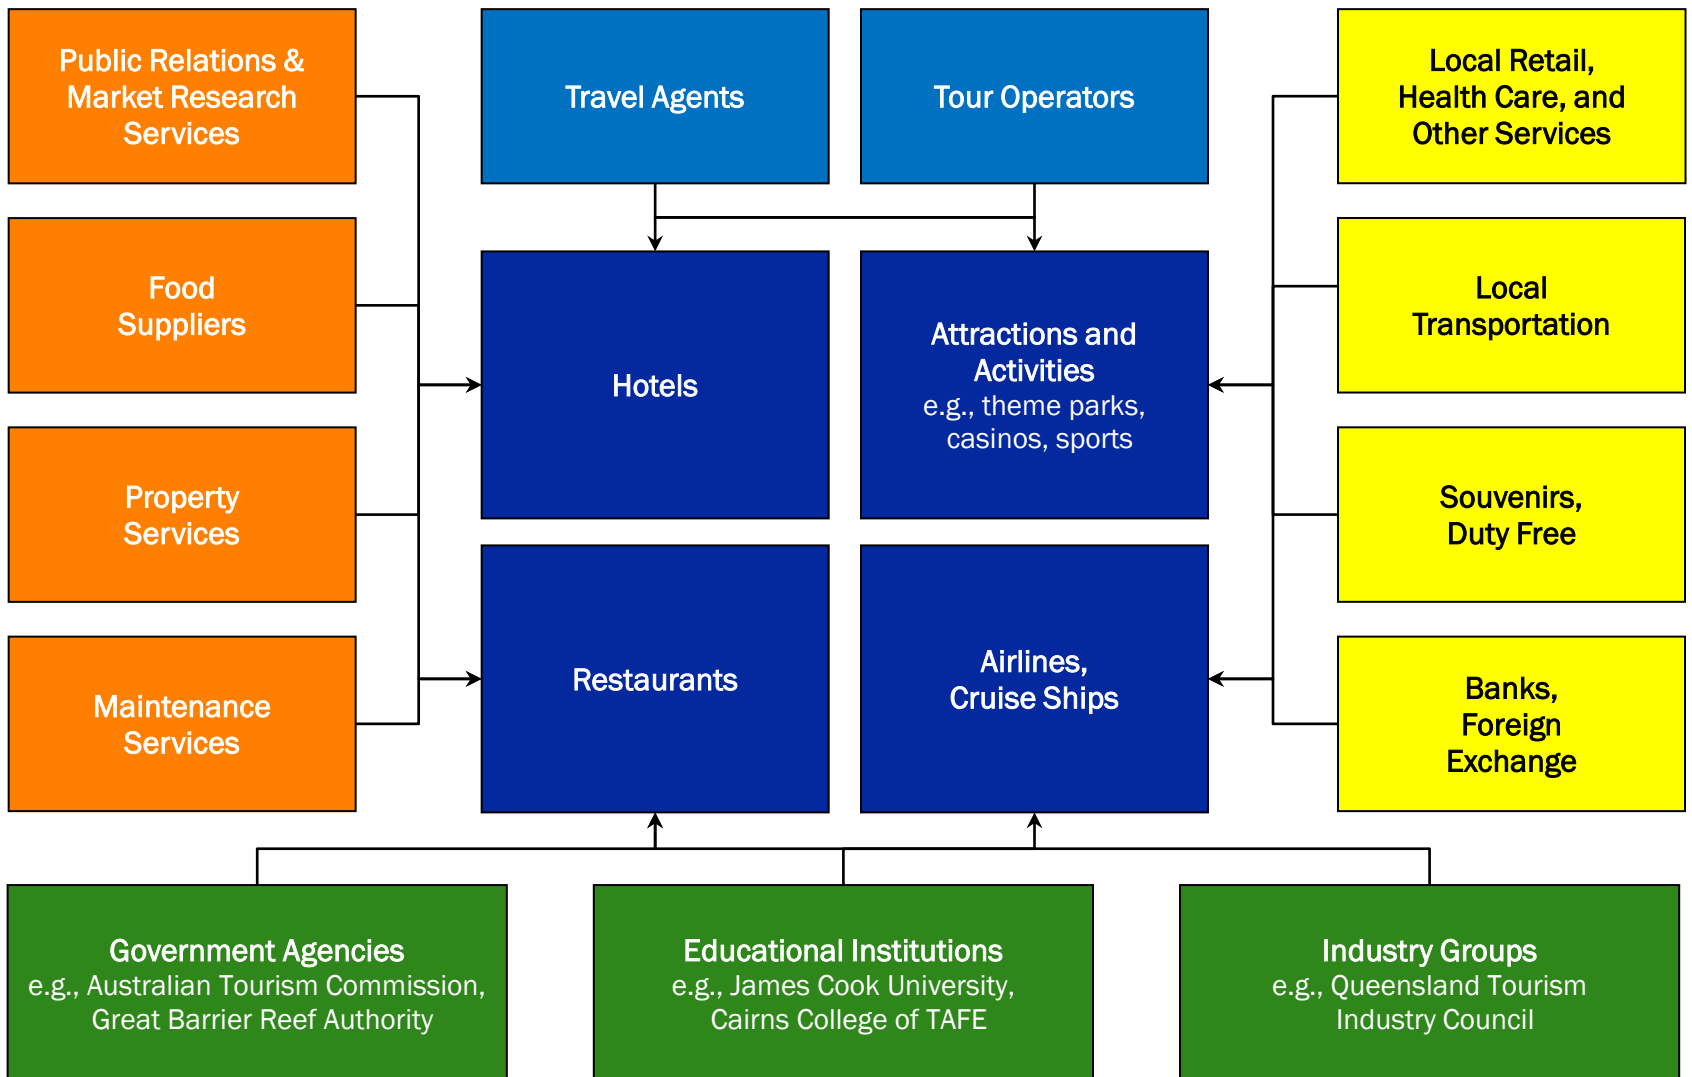 Public Relations &
Market Research
Services
Travel Agents
Tour Operators
Local Retail,
Health Care, and
Other Services
Food
Suppliers
Local
Transportation
Hotels
Attractions and
Activities
e.g., theme parks,
casinos, sports
Property
Services
Souvenirs,
Duty Free
Maintenance
Services
Restaurants
Airlines,
Cruise Ships
Banks,
Foreign
Exchange
Government Agencies
e.g., Australian Tourism Commission,
Great Barrier Reef Authority
Educational Institutions
e.g., James Cook University,
Cairns College of TAFE
Industry Groups
e.g., Queensland Tourism
Industry Council